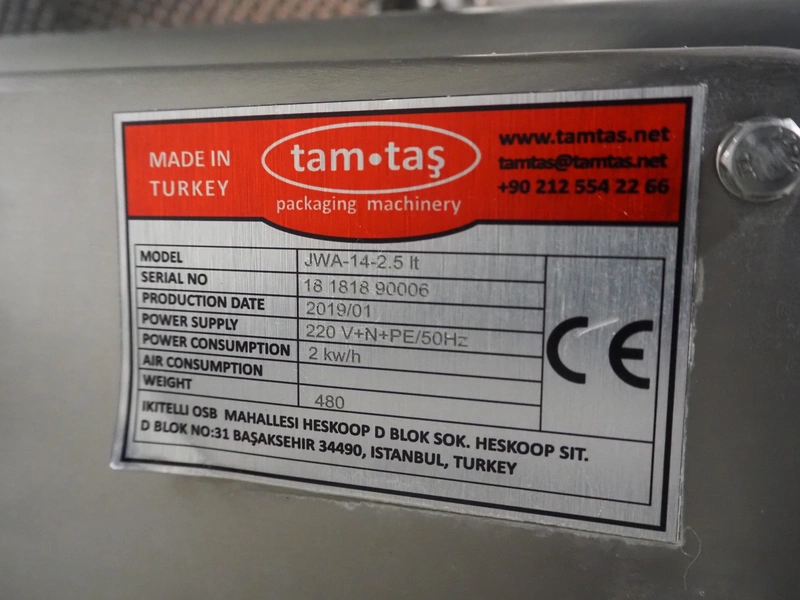 MADE IN
TURKEY
tam•taş
packaging machinery
www.tamtas.net
tamtas@tamtas.net
+90 212 554 22 66
MODEL JWA-14-2.5 lt
SERIAL NO 18 1818 90006
PRODUCTION DATE 2019/01
POWER SUPPLY 220 V+N+PE/50Hz
POWER CONSUMPTION 2 kw/h
AIR CONSUMPTION
WEIGHT 480
CE
IKITELLI OSB MAHALLESI HESKOOP D BLOK SOK. HESKOOP SIT.
D BLOK NO:31 BAŞAKSEHIR 34490, ISTANBUL, TURKEY